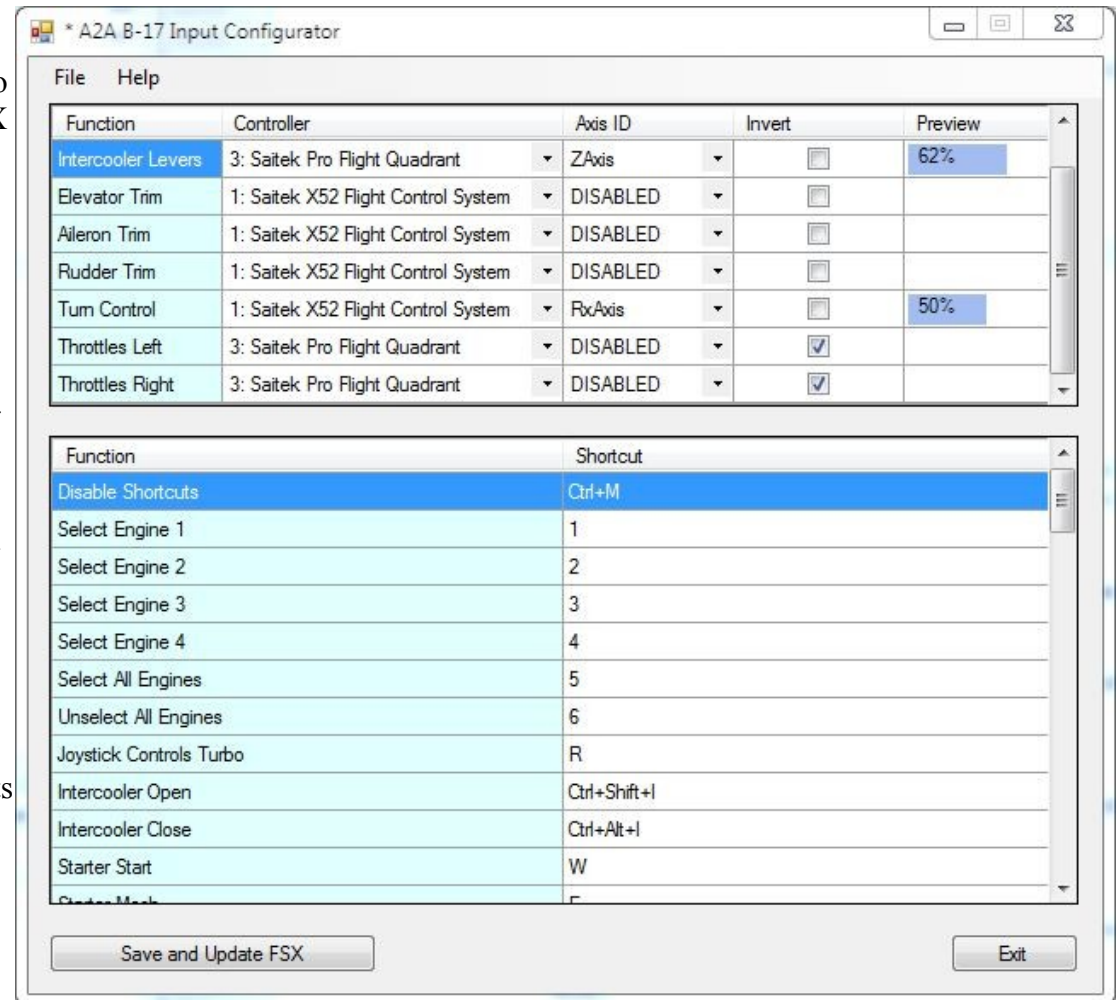 * A2A B-17 Input Configurator
File Help
Function Controller Axis ID Invert Preview
Intercooler Levers 3: Saitek Pro Flight Quadrant ZAxis 62%
Elevator Trim 1: Saitek X52 Flight Control System DISABLED
Aileron Trim 1: Saitek X52 Flight Control System DISABLED
Rudder Trim 1: Saitek X52 Flight Control System DISABLED
Turn Control 1: Saitek X52 Flight Control System RxAxis 50%
Throttles Left 3: Saitek Pro Flight Quadrant DISABLED
Throttles Right 3: Saitek Pro Flight Quadrant DISABLED
Function Shortcut
Disable Shortcuts Ctrl+M
Select Engine 1 1
Select Engine 2 2
Select Engine 3 3
Select Engine 4 4
Select All Engines 5
Unselect All Engines 6
Joystick Controls Turbo R
Intercooler Open Ctrl+Shift+I
Intercooler Close Ctrl+Alt+I
Starter Start W
Save and Update FSX Exit